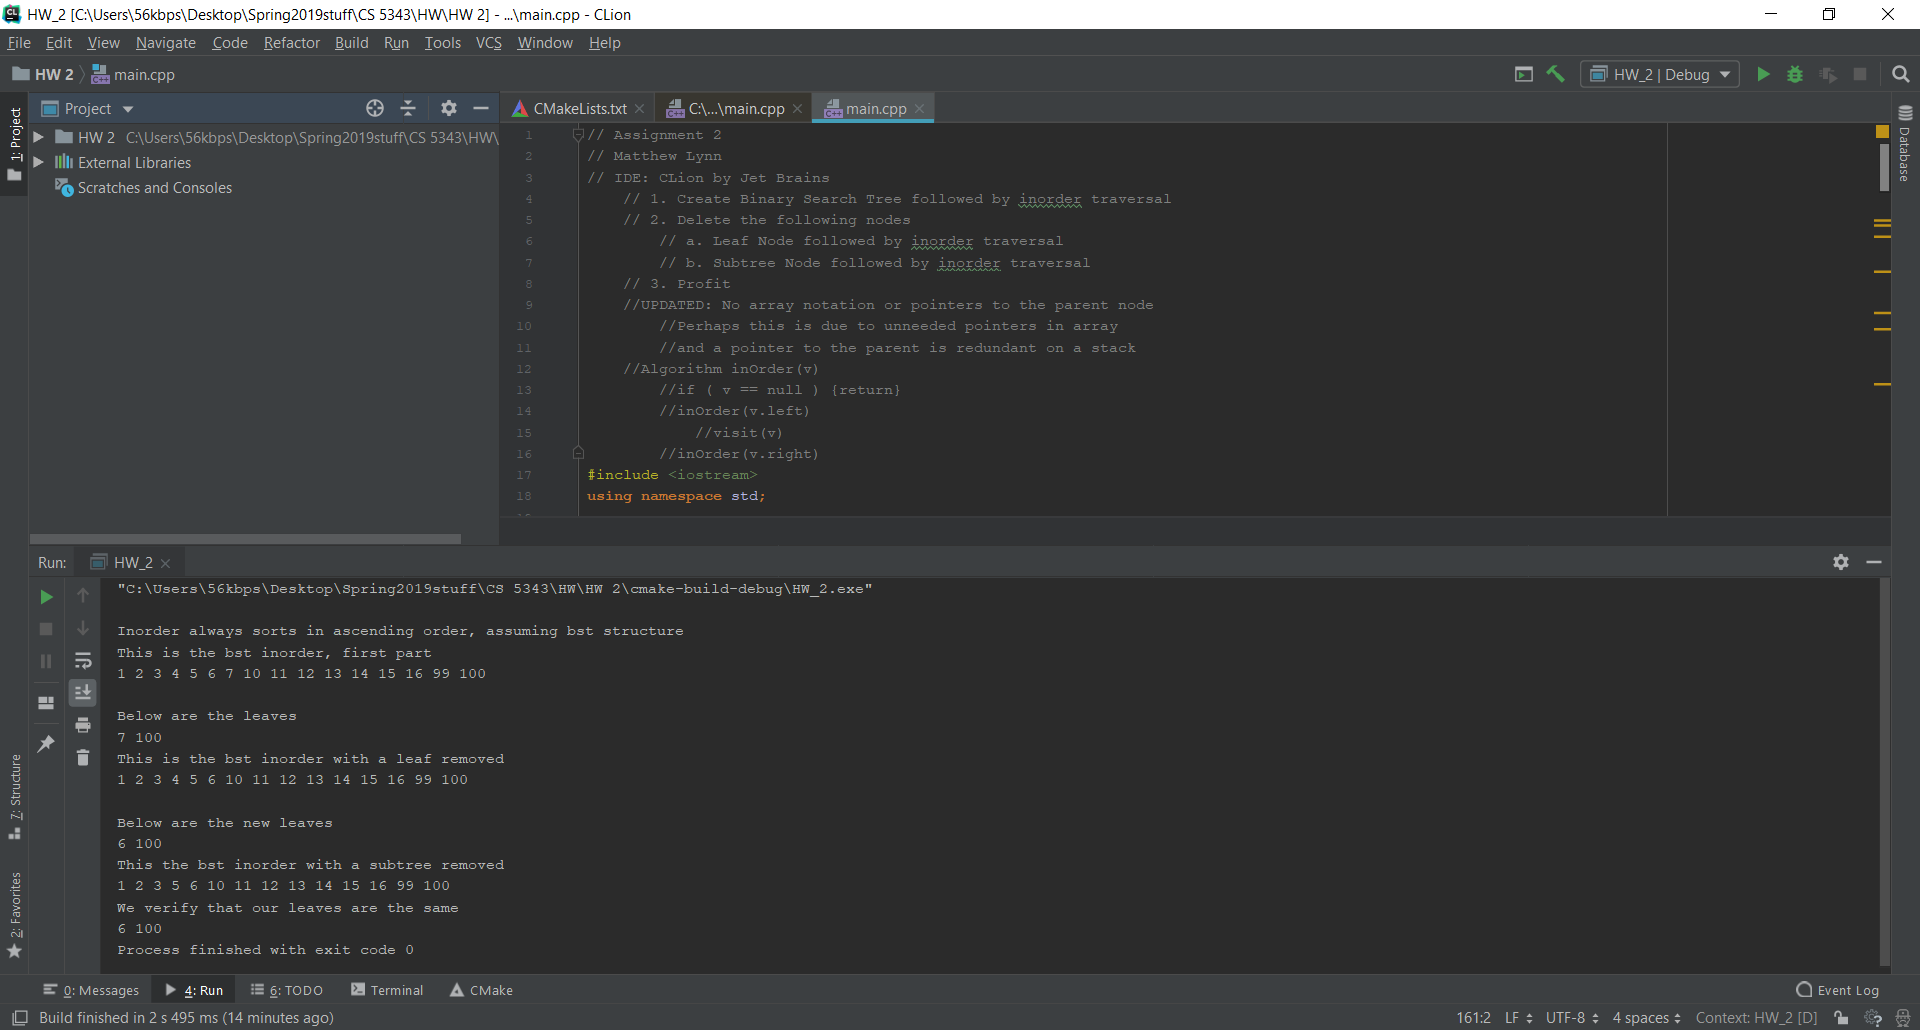 HW_2 [C:\Users\56kbps\Desktop\Spring2019stuff\CS 5343\HW\HW 2] - ...\main.cpp - CLion
File Edit View Navigate Code Refactor Build Run Tools VCS Window Help
HW 2 main.cpp HW_2 | Debug
1: Project
Project
CMakeLists.txt C:\...\main.cpp main.cpp
HW 2 C:\Users\56kbps\Desktop\Spring2019stuff\CS 5343\HW\
External Libraries
Scratches and Consoles
Database
1 // Assignment 2
2 // Matthew Lynn
3 // IDE: CLion by Jet Brains
4 // 1. Create Binary Search Tree followed by inorder traversal
5 // 2. Delete the following nodes
6 // a. Leaf Node followed by inorder traversal
7 // b. Subtree Node followed by inorder traversal
8 // 3. Profit
9 //UPDATED: No array notation or pointers to the parent node
10 //Perhaps this is due to unneeded pointers in array
11 //and a pointer to the parent is redundant on a stack
12 //Algorithm inOrder(v)
13 //if ( v == null ) {return}
14 //inOrder(v.left)
15 //visit(v)
16 //inOrder(v.right)
17 #include <iostream>
18 using namespace std;
Run: HW_2
"C:\Users\56kbps\Desktop\Spring2019stuff\CS 5343\HW\HW 2\cmake-build-debug\HW_2.exe"
Inorder always sorts in ascending order, assuming bst structure
This is the bst inorder, first part
1 2 3 4 5 6 7 10 11 12 13 14 15 16 99 100
Below are the leaves
7 100
This is the bst inorder with a leaf removed
1 2 3 4 5 6 10 11 12 13 14 15 16 99 100
Below are the new leaves
6 100
This the bst inorder with a subtree removed
1 2 3 5 6 10 11 12 13 14 15 16 99 100
We verify that our leaves are the same
6 100
Process finished with exit code 0
7: Structure
2: Favorites
0: Messages 4: Run 6: TODO Terminal CMake Event Log
Build finished in 2 s 495 ms (14 minutes ago) 161:2 LF UTF-8 4 spaces Context: HW_2 [D]